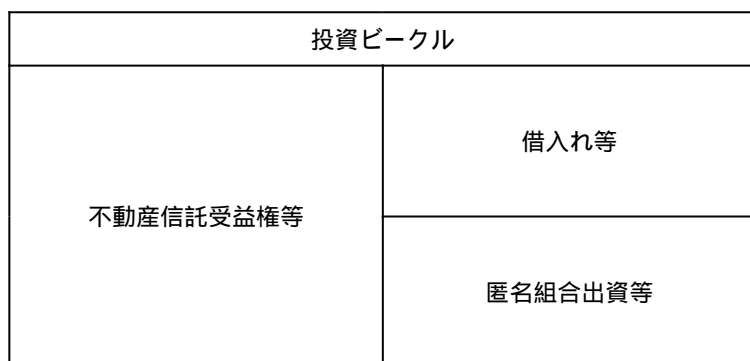 投資ビークル
不動産信託受益権等
借入れ等
匿名組合出資等